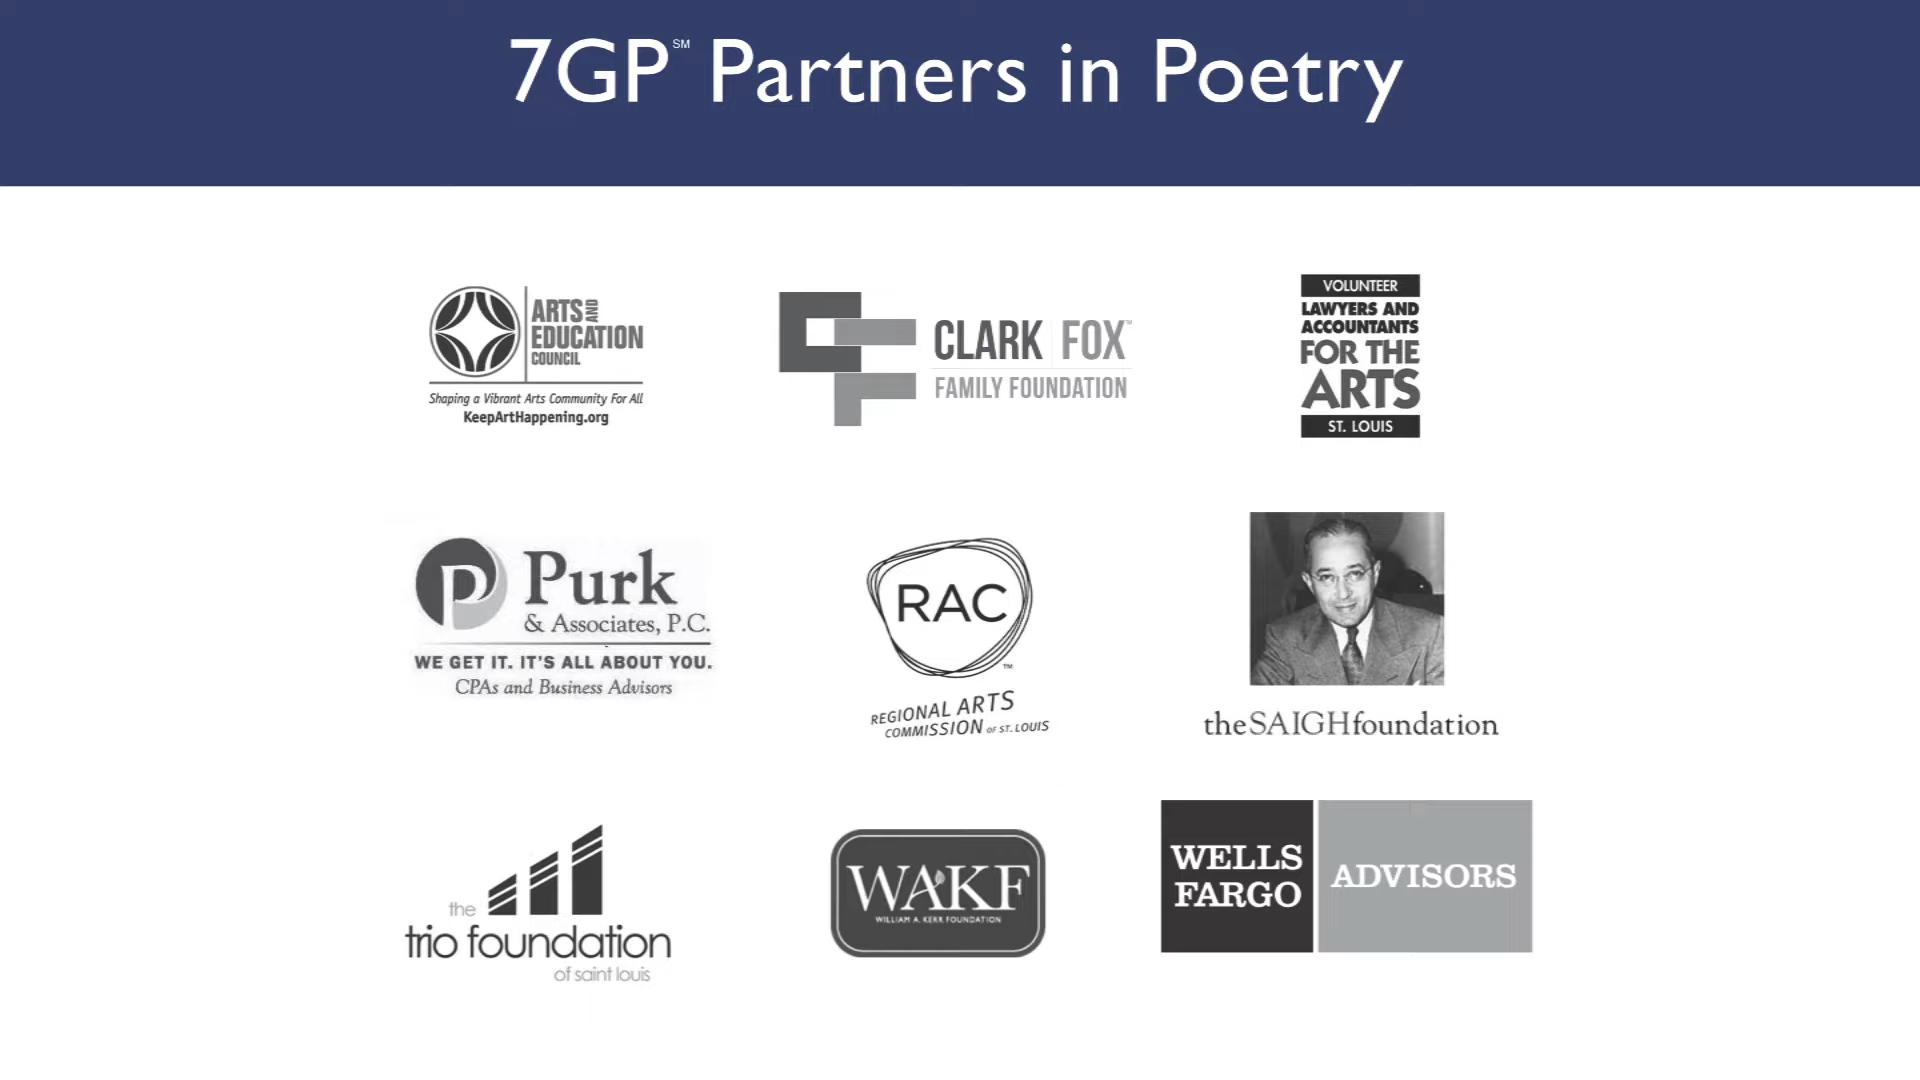 7GP℠ Partners in Poetry
ARTS AND
EDUCATION
COUNCIL
Shaping a Vibrant Arts Community For All
KeepArtHappening.org
CLARK FOX™
FAMILY FOUNDATION
VOLUNTEER
LAWYERS AND
ACCOUNTANTS
FOR THE
ARTS
ST. LOUIS
P Purk
& Associates, P.C.
WE GET IT. IT'S ALL ABOUT YOU.
CPAs and Business Advisors
RAC
™
REGIONAL ARTS
COMMISSION OF ST. LOUIS
theSAIGHfoundation
the
trio foundation
of saint louis
WAKF
WILLIAM A. KERR FOUNDATION
WELLS
FARGO
ADVISORS